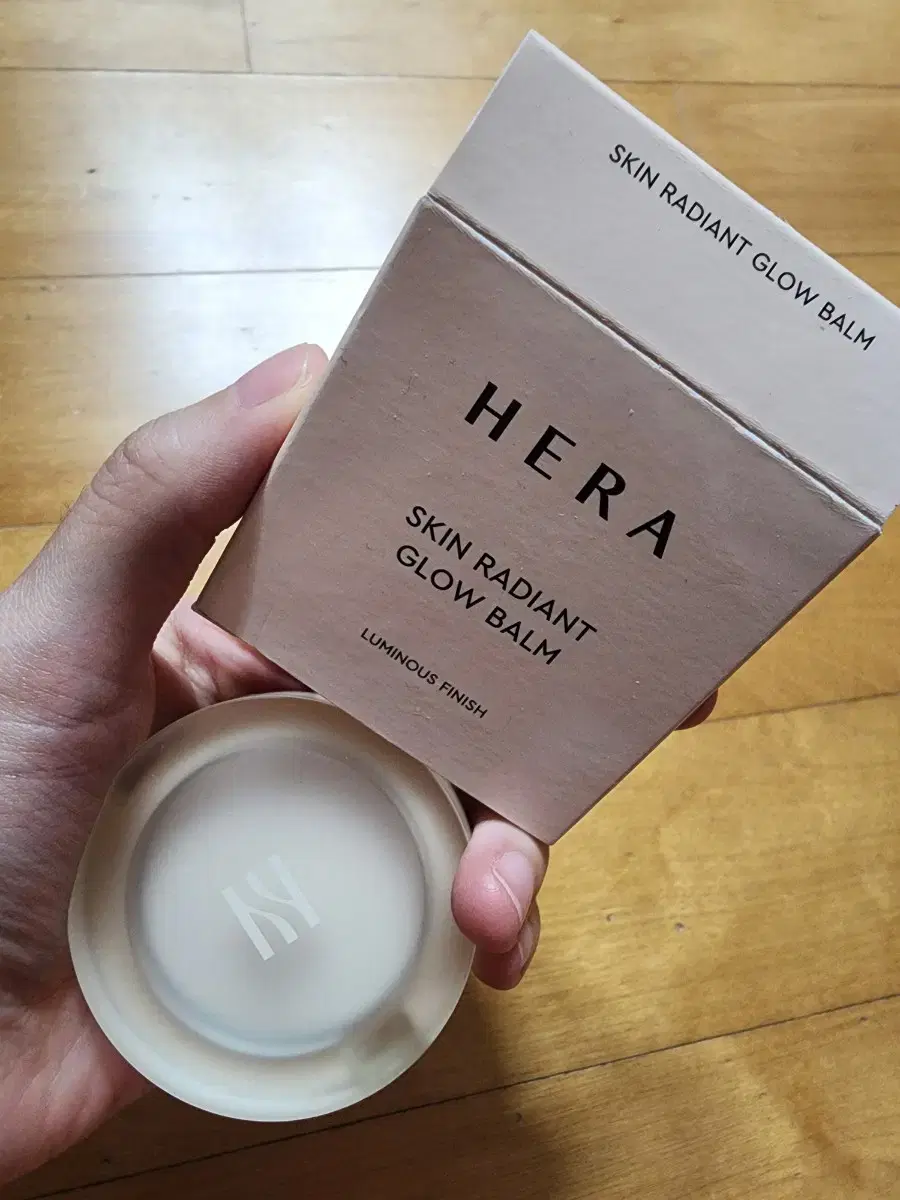 SKIN RADIANT GLOW BALM
HERA
SKIN RADIANT
GLOW BALM
LUMINOUS FINISH